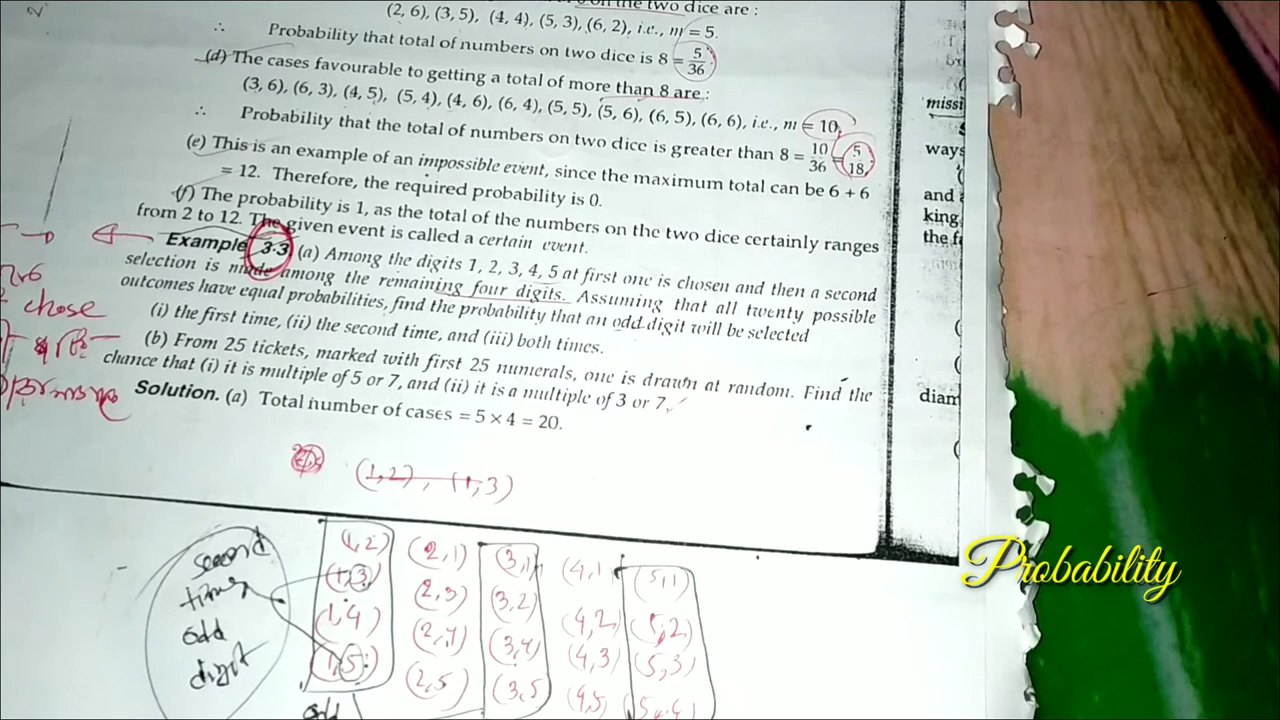 on the two dice are :
(2, 6), (3, 5), (4, 4), (5, 3), (6, 2), i.e., m = 5.
∴ Probability that total of numbers on two dice is 8 = 5/36.
(d) The cases favourable to getting a total of more than 8 are :
(3, 6), (6, 3), (4, 5), (5, 4), (4, 6), (6, 4), (5, 5), (5, 6), (6, 5), (6, 6), i.e., m = 10,
∴ Probability that the total of numbers on two dice is greater than 8 = 10/36 = 5/18.
(e) This is an example of an impossible event, since the maximum total can be 6 + 6
= 12. Therefore, the required probability is 0.
(f) The probability is 1, as the total of the numbers on the two dice certainly ranges
from 2 to 12. The given event is called a certain event.
Example 3·3. (a) Among the digits 1, 2, 3, 4, 5 at first one is chosen and then a second
selection is made among the remaining four digits. Assuming that all twenty possible
outcomes have equal probabilities, find the probability that an odd digit will be selected
(i) the first time, (ii) the second time, and (iii) both times.
(b) From 25 tickets, marked with first 25 numerals, one is drawn at random. Find the
chance that (i) it is multiple of 5 or 7, and (ii) it is a multiple of 3 or 7.
Solution. (a) Total number of cases = 5 × 4 = 20.
chose
(1,2), (1,3)
second
times
odd
digit
(1,2) (2,1) (3,1) (4,1) (5,1)
(1,3) (2,3) (3,2) (4,2) (5,2)
(1,4) (2,4) (3,4) (4,3) (5,3)
(1,5) (2,5) (3,5) (4,5) (5,4)
odd
missi
ways
and
king
the f
diam
Probability